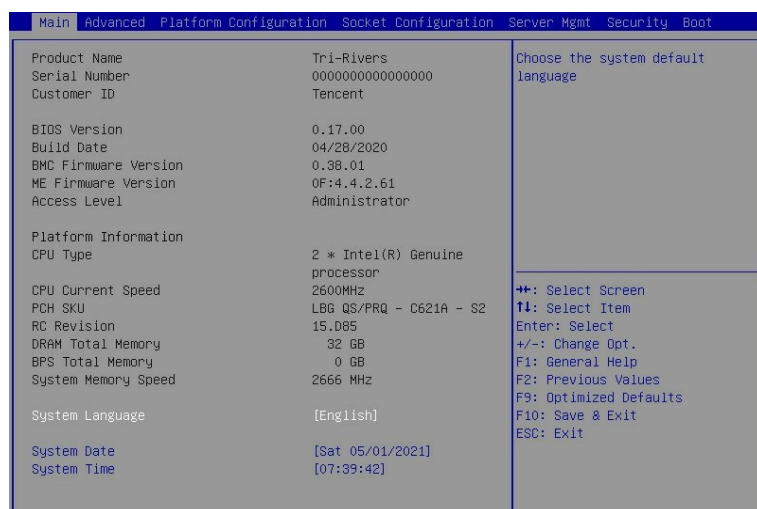 Main Advanced Platform Configuration Socket Configuration Server Mgmt Security Boot
Product Name Tri-Rivers
Serial Number 0000000000000000
Customer ID Tencent
BIOS Version 0.17.00
Build Date 04/28/2020
BMC Firmware Version 0.38.01
ME Firmware Version 0F:4.4.2.61
Access Level Administrator
Platform Information
CPU Type 2 * Intel(R) Genuine
processor
CPU Current Speed 2600MHz
PCH SKU LBG QS/PRQ - C621A - S2
RC Revision 15.D85
DRAM Total Memory 32 GB
BPS Total Memory 0 GB
System Memory Speed 2666 MHz
System Language [English]
System Date [Sat 05/01/2021]
System Time [07:39:42]
Choose the system default
language
→←: Select Screen
↑↓: Select Item
Enter: Select
+/-: Change Opt.
F1: General Help
F2: Previous Values
F9: Optimized Defaults
F10: Save & Exit
ESC: Exit